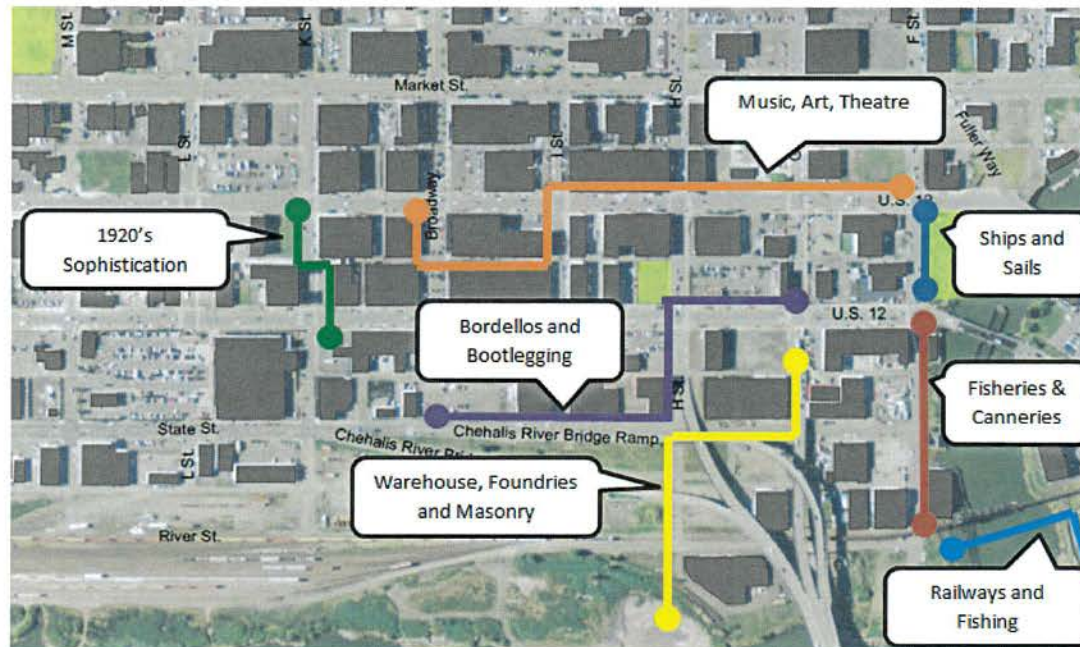 M St.
K St.
F St.
Market St.
H St.
Music, Art, Theatre
L St.
I St.
Fuller Way
Broadway
U.S. 12
1920's
Sophistication
Ships and
Sails
U.S. 12
Bordellos and
Bootlegging
Fisheries &
Canneries
H St.
State St.
Chehalis River Bridge Ramp
Chehalis River
L St.
Warehouse, Foundries
and Masonry
River St.
Railways and
Fishing